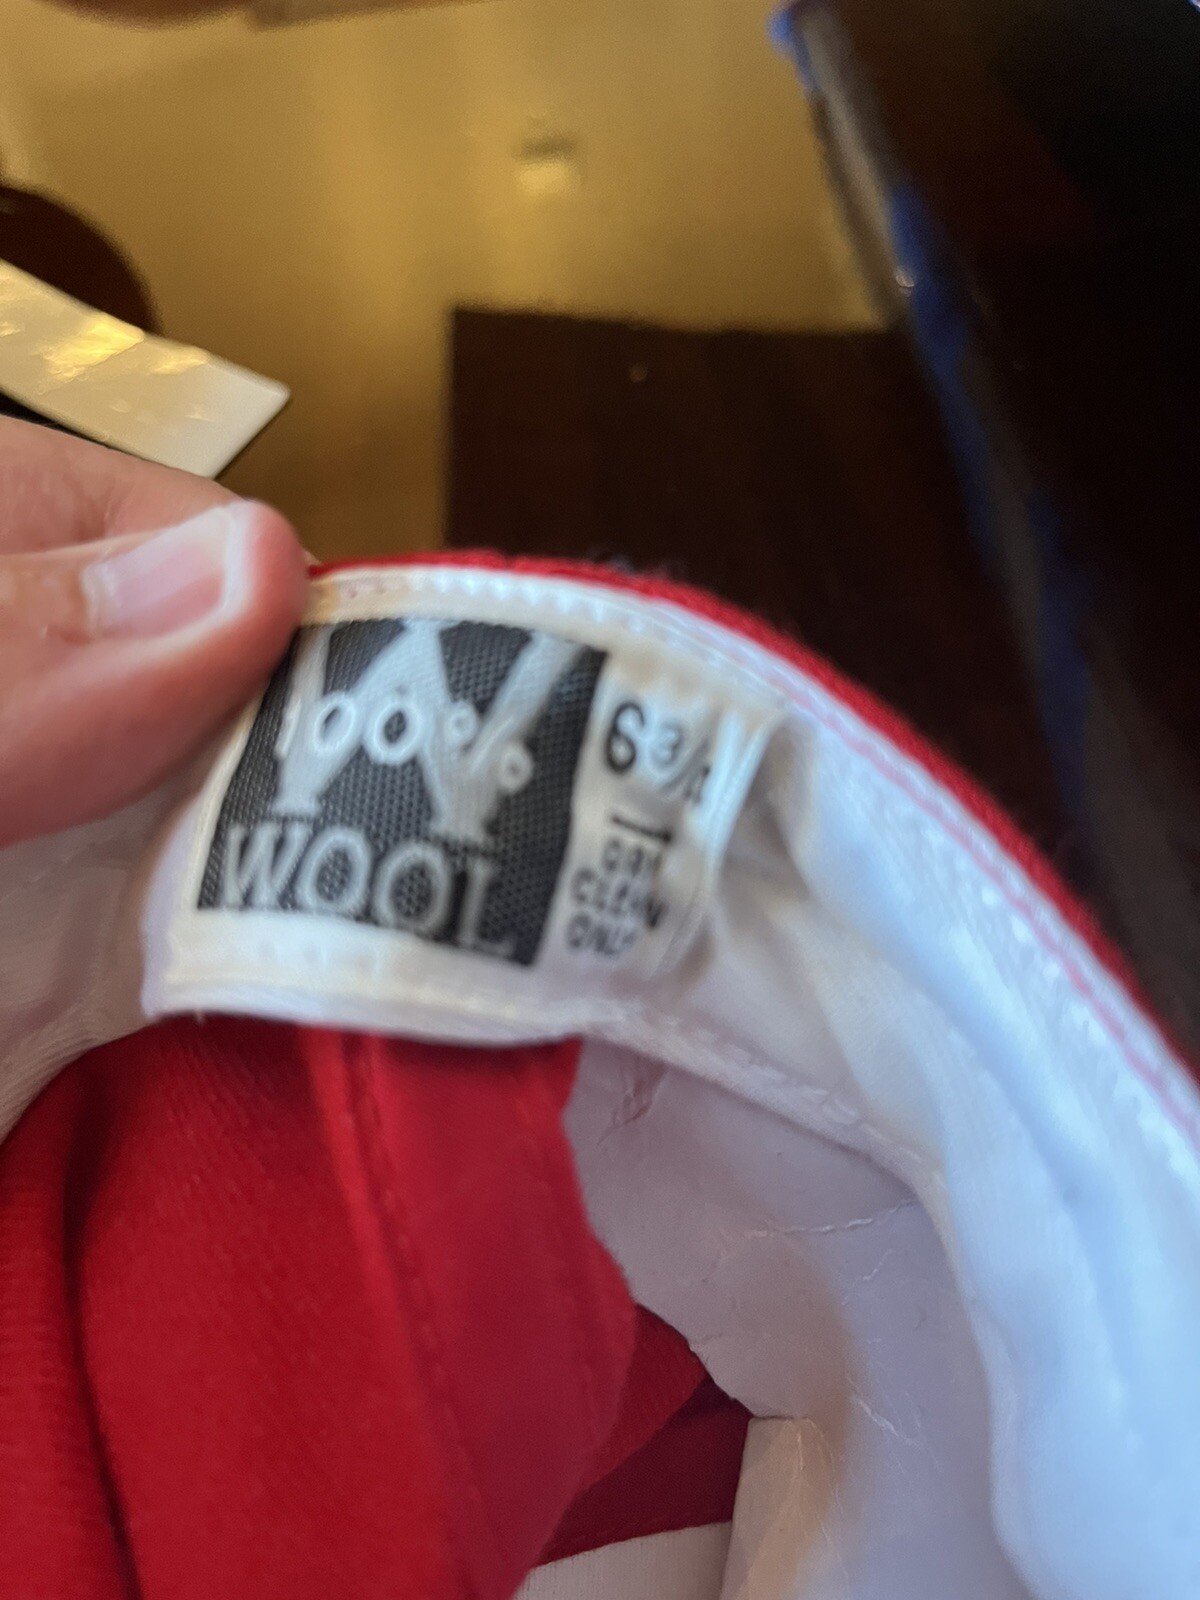 W
100%
WOOL
6 3/4
DRY
CLEAN
ONLY